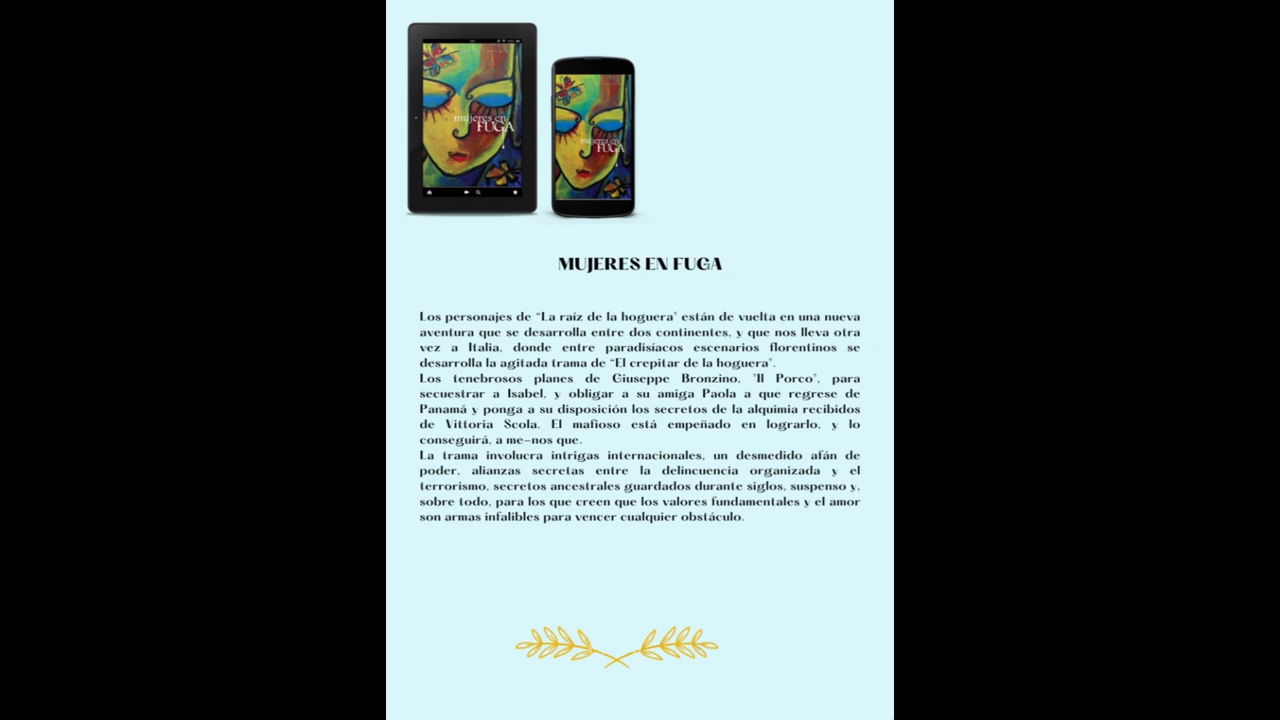 mujeres en
FUGA
mujeres en
FUGA
MUJERES EN FUGA
Los personajes de “La raíz de la hoguera" están de vuelta en una nueva
aventura que se desarrolla entre dos continentes, y que nos lleva otra
vez a Italia, donde entre paradisíacos escenarios florentinos se
desarrolla la agitada trama de “El crepitar de la hoguera".
Los tenebrosos planes de Giuseppe Bronzino, "Il Porco", para
secuestrar a Isabel, y obligar a su amiga Paola a que regrese de
Panamá y ponga a su disposición los secretos de la alquimia recibidos
de Vittoria Scola. El mafioso está empeñado en lograrlo, y lo
conseguirá, a me–nos que.
La trama involucra intrigas internacionales, un desmedido afán de
poder, alianzas secretas entre la delincuencia organizada y el
terrorismo, secretos ancestrales guardados durante siglos, suspenso y,
sobre todo, para los que creen que los valores fundamentales y el amor
son armas infalibles para vencer cualquier obstáculo.